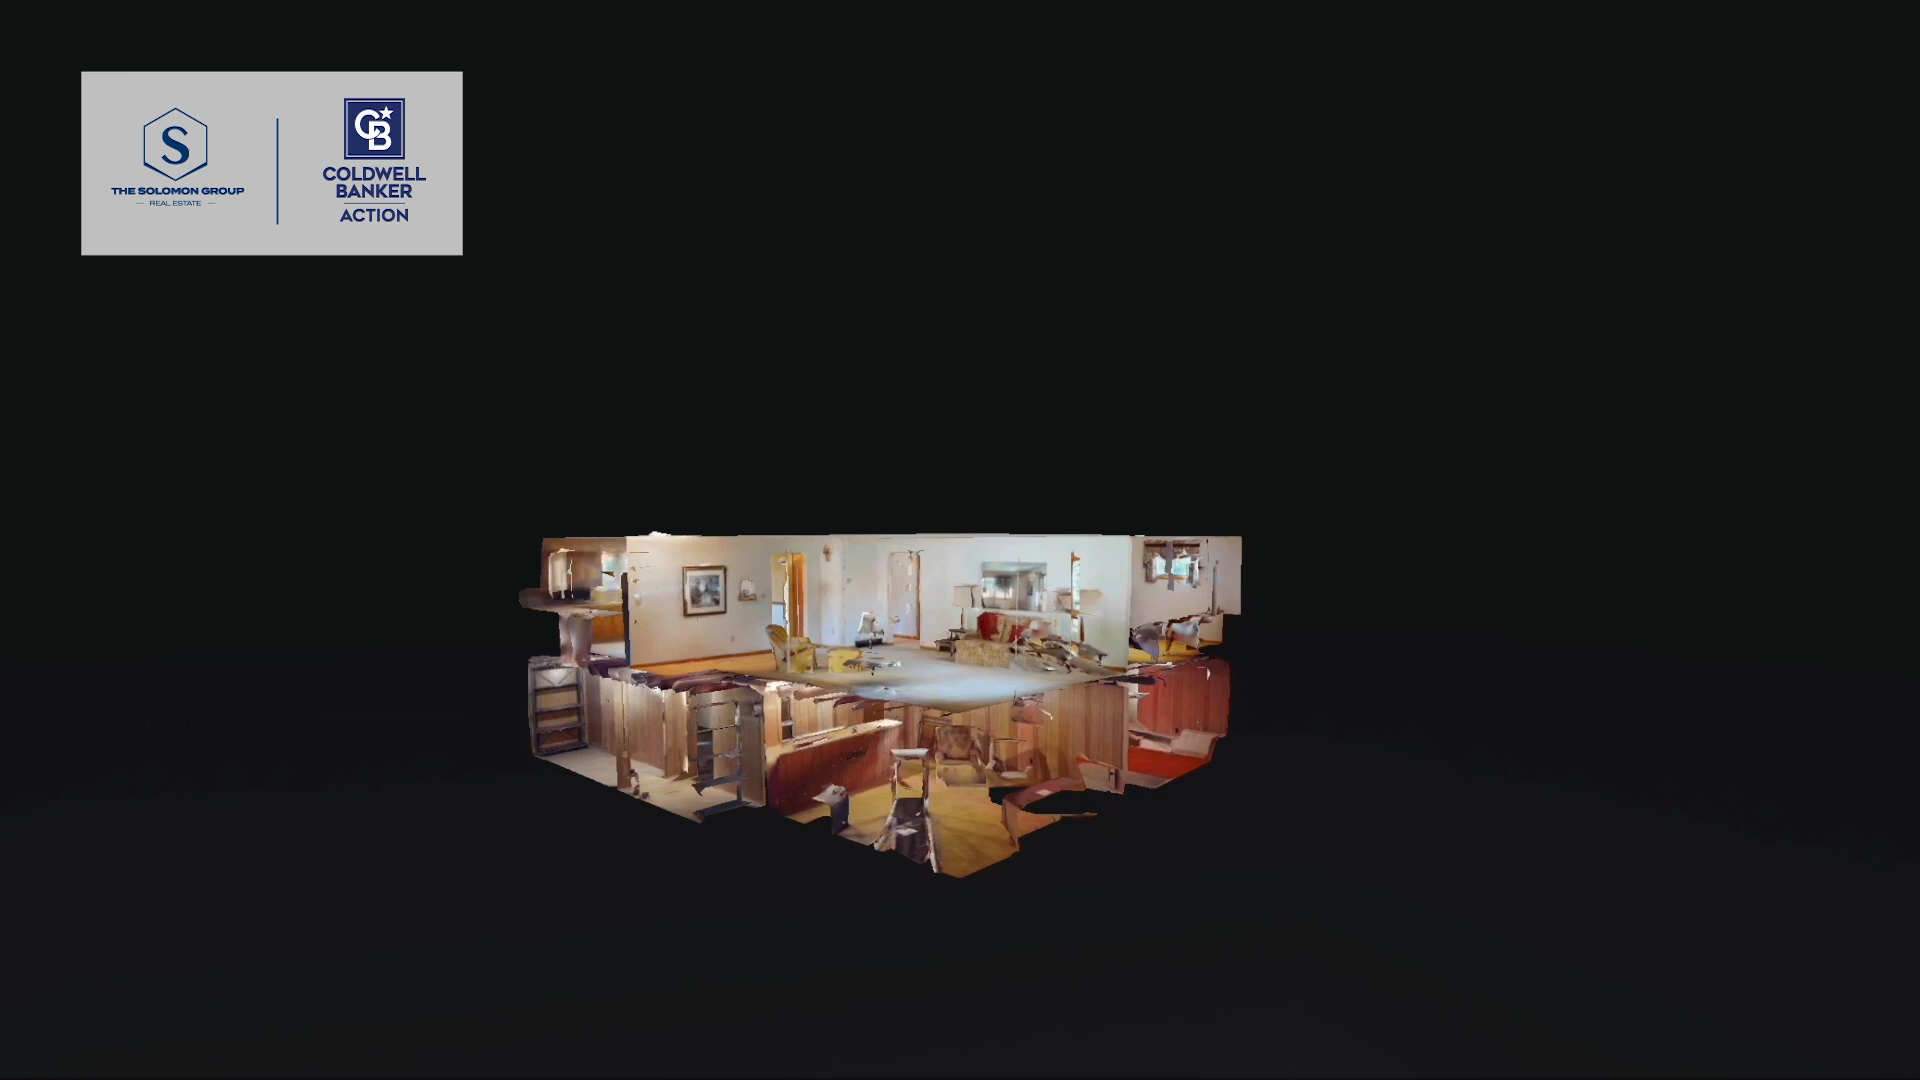 S
THE SOLOMON GROUP
REAL ESTATE
CB
COLDWELL
BANKER
ACTION